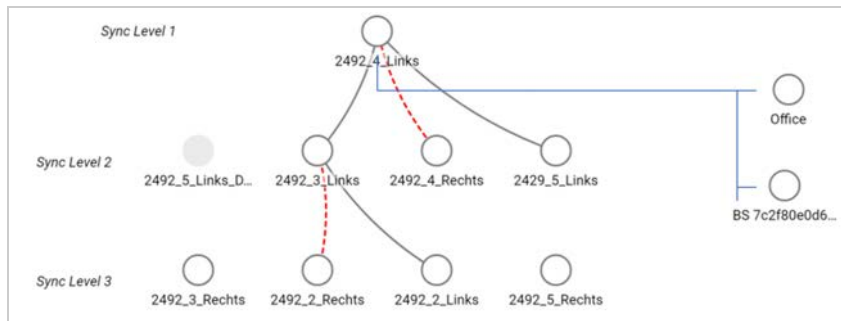 Sync Level 1
2492_4_Links
Office
Sync Level 2
2492_5_Links_D...
2492_3_Links
2492_4_Rechts
2429_5_Links
BS 7c2f80e0d6...
Sync Level 3
2492_3_Rechts
2492_2_Rechts
2492_2_Links
2492_5_Rechts